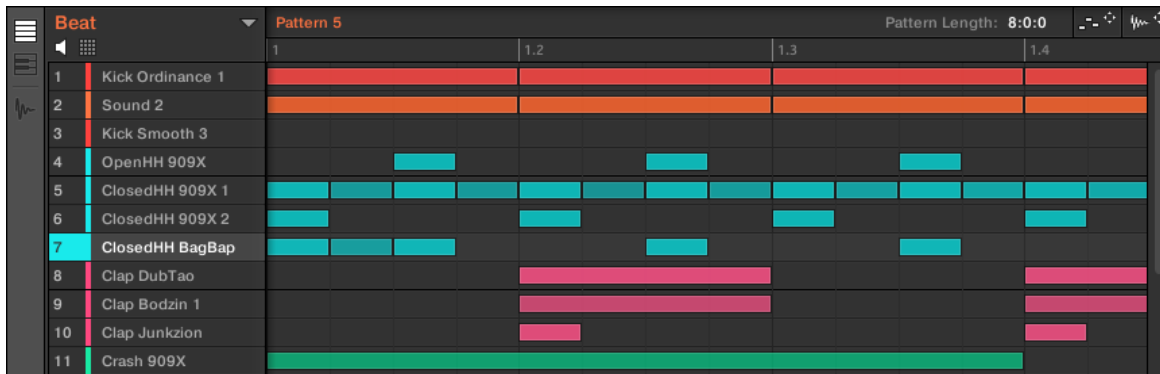 Beat Pattern 5 Pattern Length: 8:0:0
1 1.2 1.3 1.4
1 Kick Ordinance 1
2 Sound 2
3 Kick Smooth 3
4 OpenHH 909X
5 ClosedHH 909X 1
6 ClosedHH 909X 2
7 ClosedHH BagBap
8 Clap DubTao
9 Clap Bodzin 1
10 Clap Junkzion
11 Crash 909X